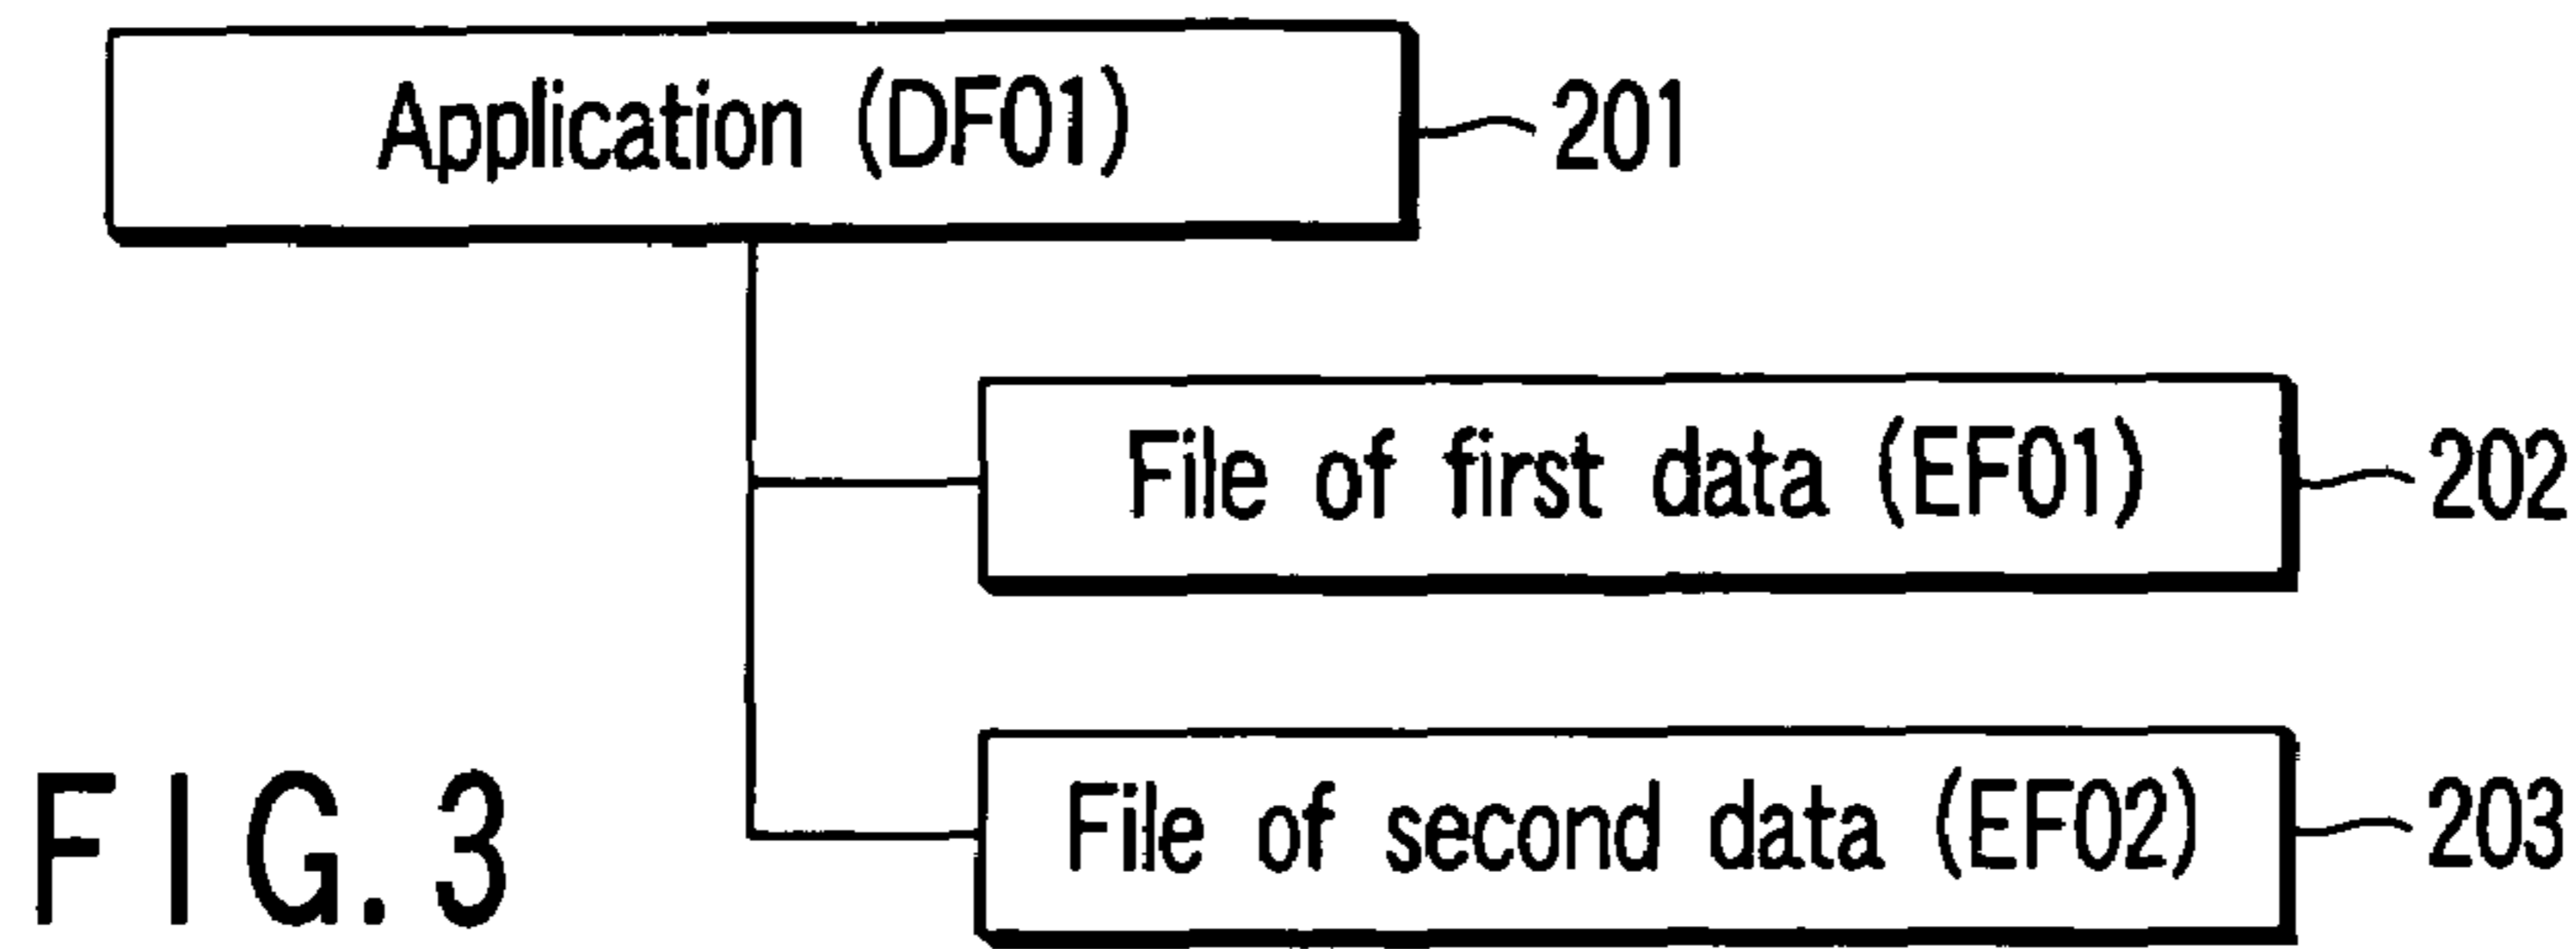 Application (DF01)
201
File of first data (EF01)
202
File of second data (EF02)
203
FIG.3